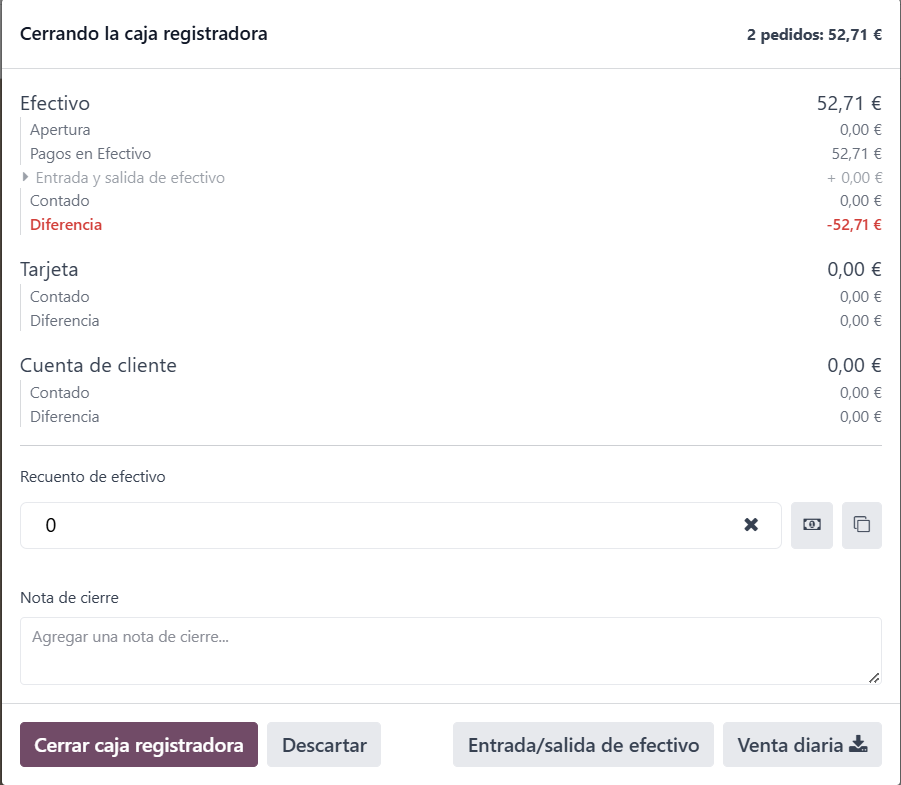 Cerrando la caja registradora 2 pedidos: 52,71 €
Efectivo 52,71 €
Apertura 0,00 €
Pagos en Efectivo 52,71 €
Entrada y salida de efectivo + 0,00 €
Contado 0,00 €
Diferencia -52,71 €
Tarjeta 0,00 €
Contado 0,00 €
Diferencia 0,00 €
Cuenta de cliente 0,00 €
Contado 0,00 €
Diferencia 0,00 €
Recuento de efectivo
0
Nota de cierre
Agregar una nota de cierre...
Cerrar caja registradora Descartar Entrada/salida de efectivo Venta diaria